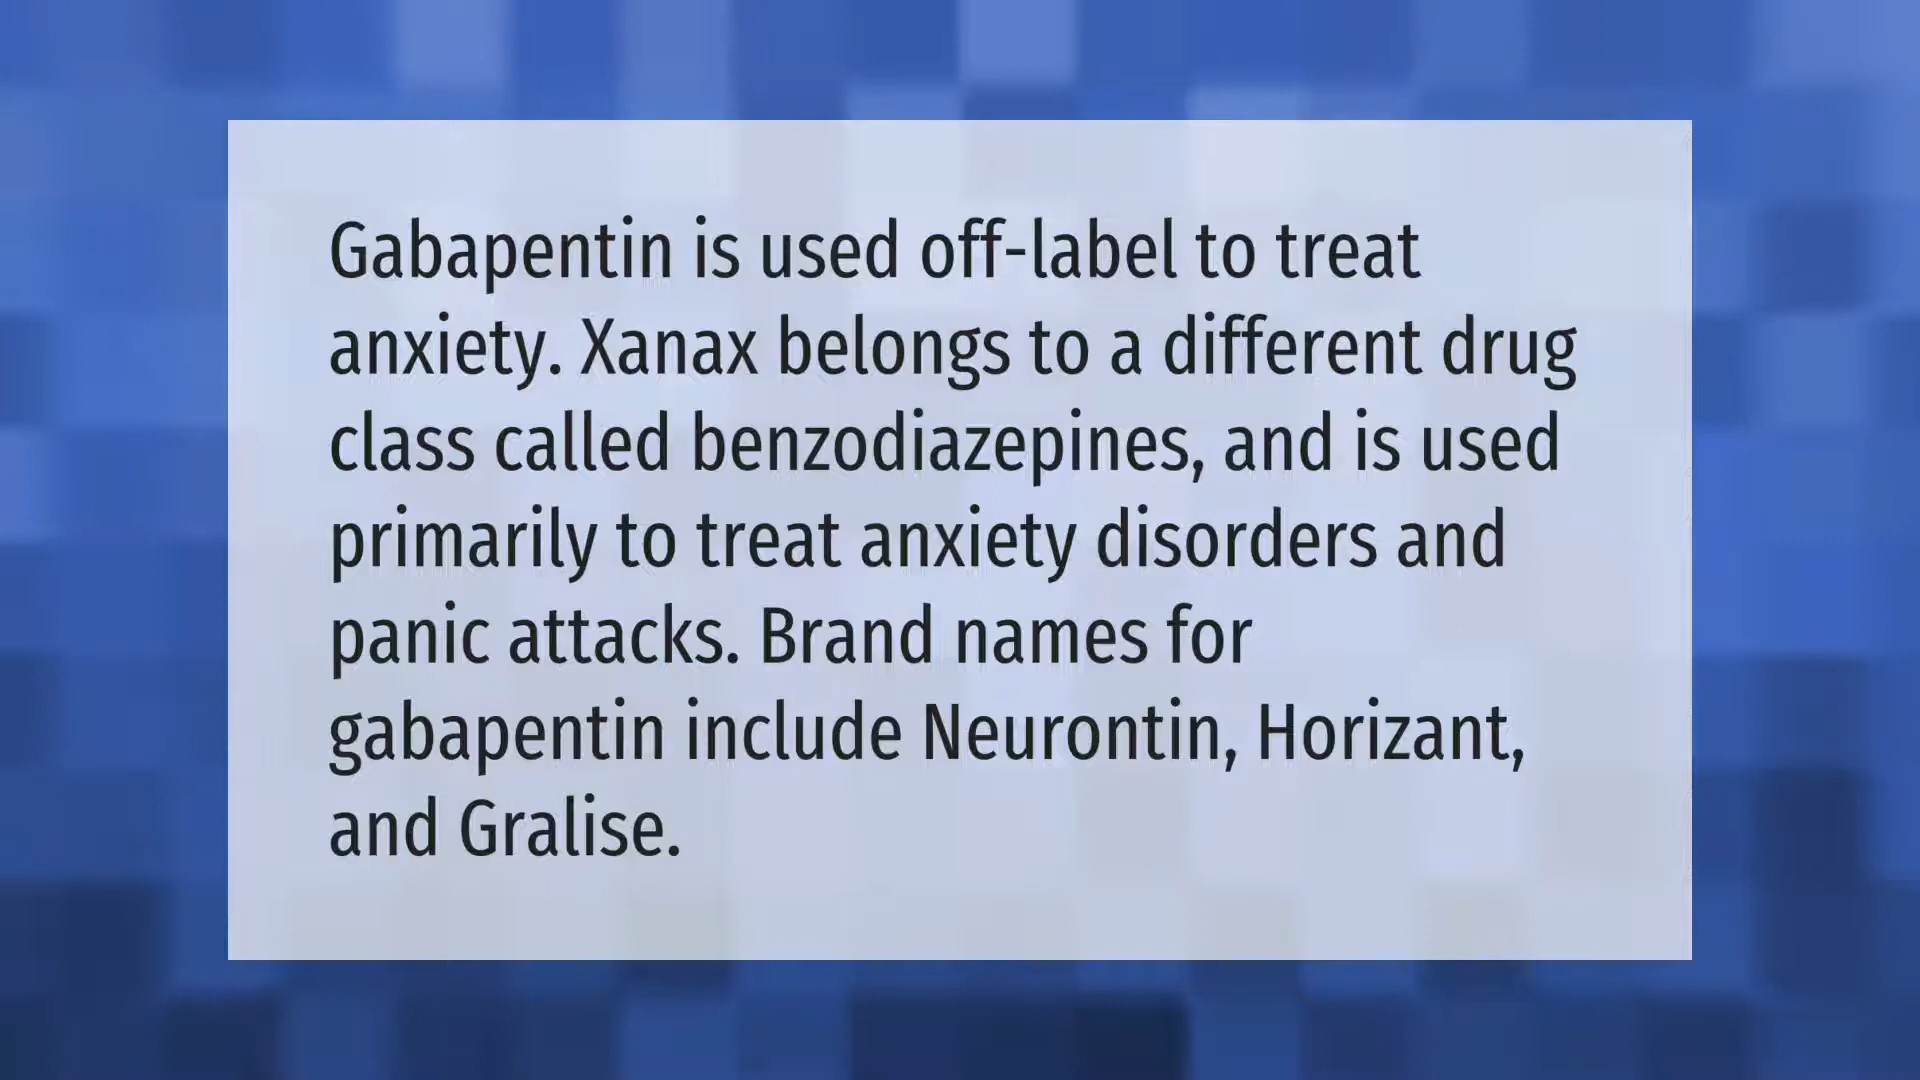 Gabapentin is used off-label to treat
anxiety. Xanax belongs to a different drug
class called benzodiazepines, and is used
primarily to treat anxiety disorders and
panic attacks. Brand names for
gabapentin include Neurontin, Horizant,
and Gralise.